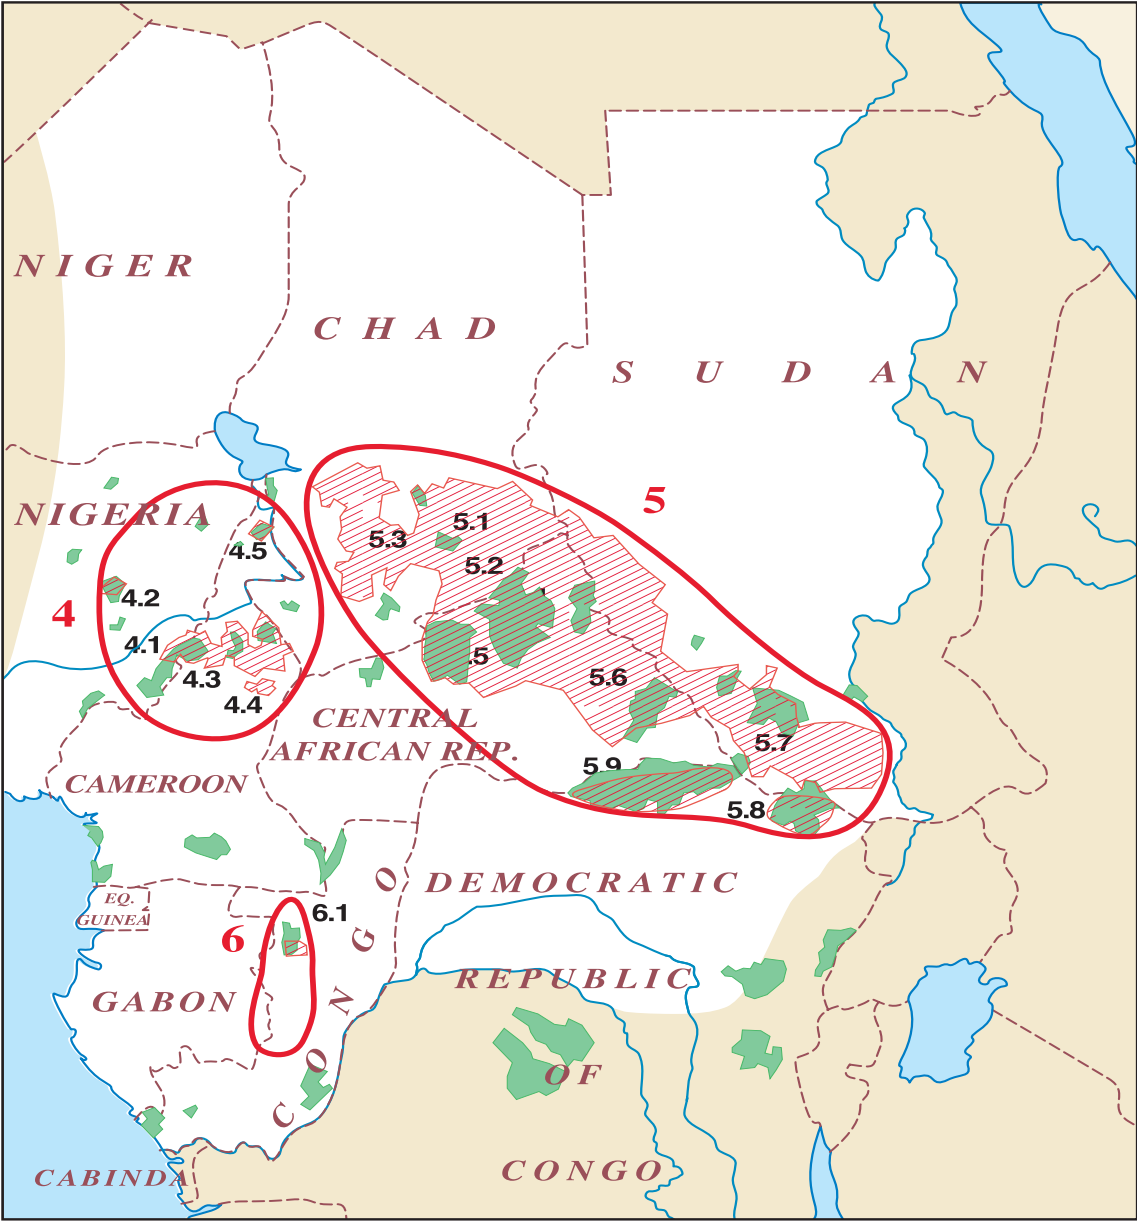 NIGER
CHAD
SUDAN
NIGERIA
5
5.1
5.3
4.5
5.2
4.2
4
4.1
.5
4.3
5.6
4.4
CENTRAL
AFRICAN REP.
5.7
5.9
CAMEROON
5.8
DEMOCRATIC
EQ.
GUINEA
6.1
6
REPUBLIC
GABON
CONGO
OF
CONGO
CABINDA